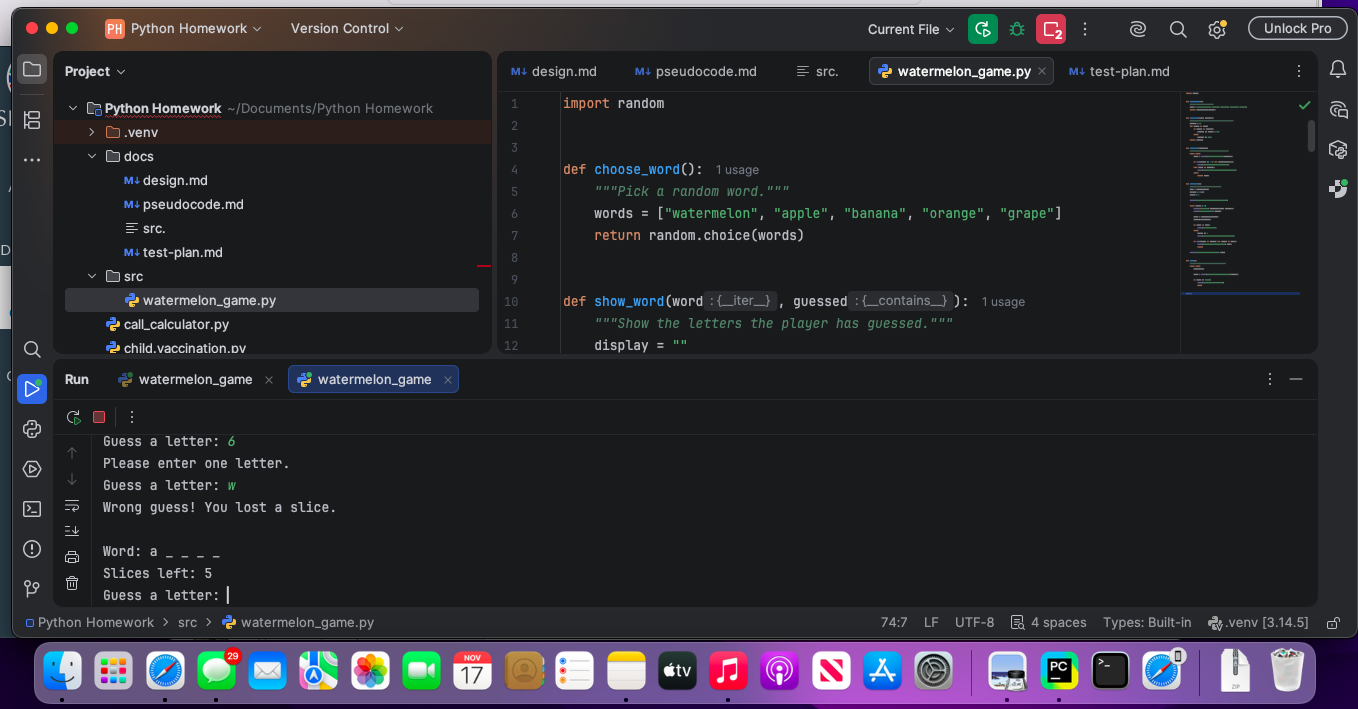 PH Python Homework Version Control Current File 2 Unlock Pro
Project
M↓ design.md M↓ pseudocode.md src. watermelon_game.py × M↓ test-plan.md
Python Homework ~/Documents/Python Homework
.venv
docs
M↓ design.md
M↓ pseudocode.md
src.
M↓ test-plan.md
src
watermelon_game.py
call_calculator.py
child.vaccination.py
1 import random
2
3
4 def choose_word(): 1 usage
5 """Pick a random word."""
6 words = ["watermelon", "apple", "banana", "orange", "grape"]
7 return random.choice(words)
8
9
10 def show_word(word :{__iter__} , guessed :{__contains__} ): 1 usage
11 """Show the letters the player has guessed."""
12 display = ""
Run watermelon_game × watermelon_game ×
Guess a letter: 6
Please enter one letter.
Guess a letter: w
Wrong guess! You lost a slice.
Word: a _ _ _ _
Slices left: 5
Guess a letter:
Python Homework > src > watermelon_game.py 74:7 LF UTF-8 4 spaces Types: Built-in .venv [3.14.5]
29 NOV 17 tv PC >_ ZIP